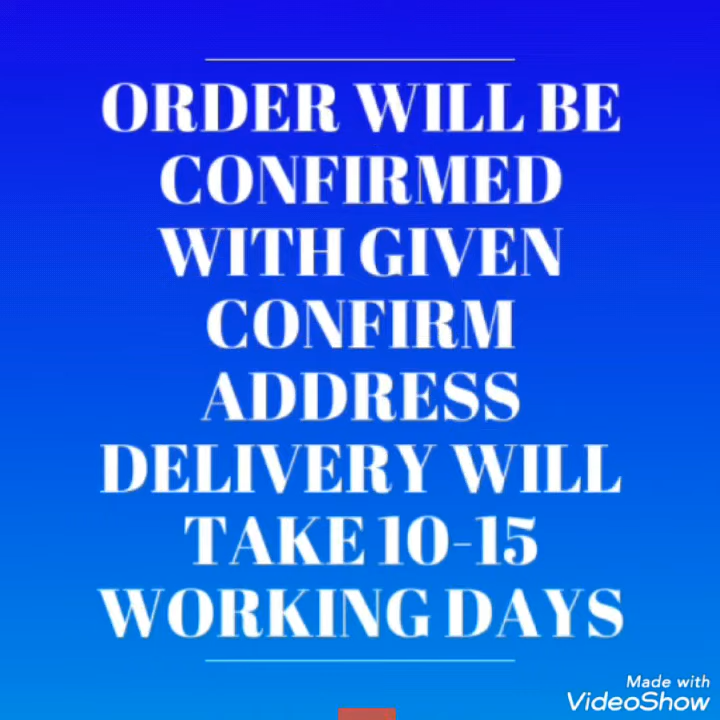 ORDER WILL BE
CONFIRMED
WITH GIVEN
CONFIRM
ADDRESS
DELIVERY WILL
TAKE 10-15
WORKING DAYS
Made with
VideoShow